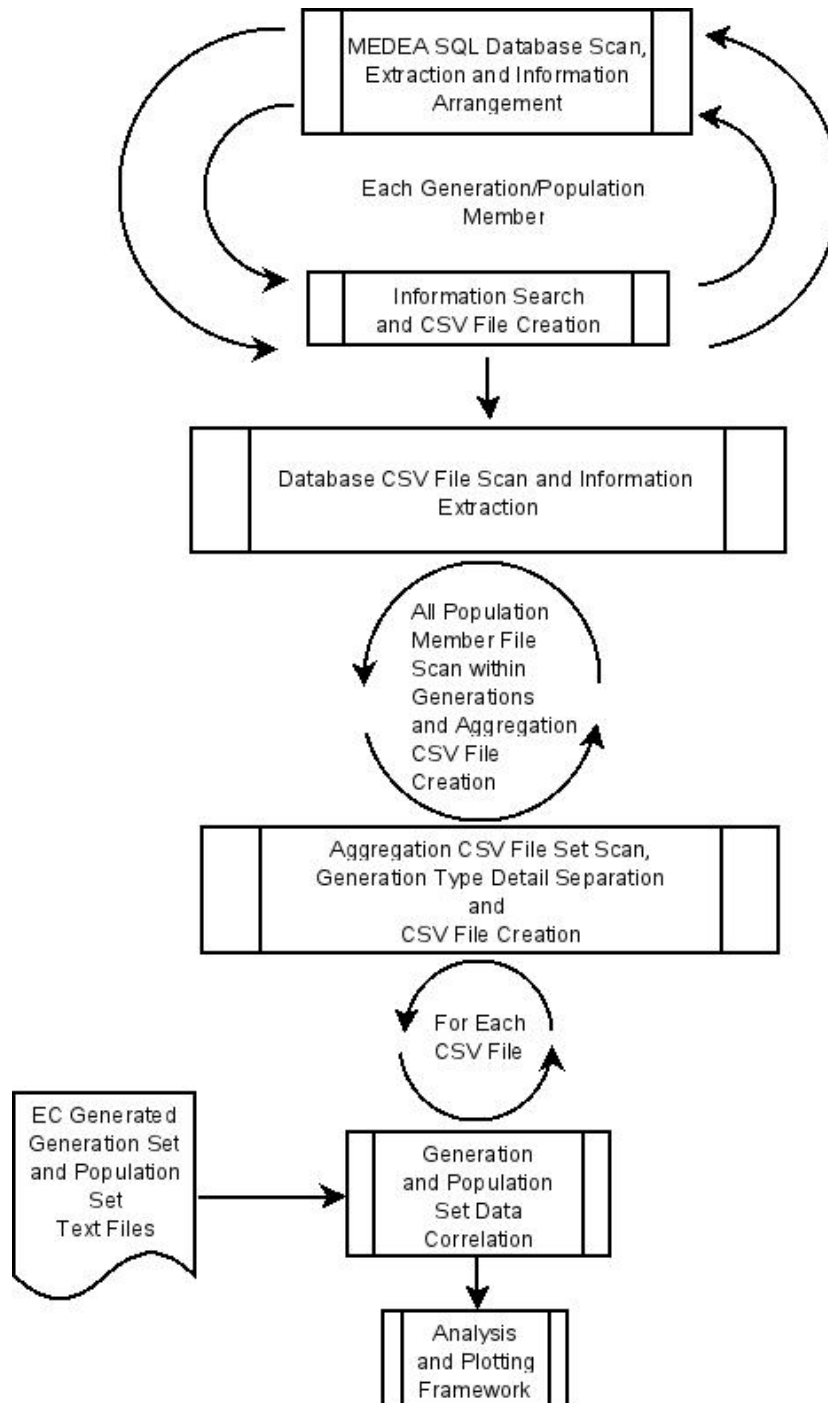 MEDEA SQL Database Scan,
Extraction and Information
Arrangement
Each Generation/Population
Member
Information Search
and CSV File Creation
Database CSV File Scan and Information
Extraction
All Population
Member File
Scan within
Generations
and Aggregation
CSV File
Creation
Aggregation CSV File Set Scan,
Generation Type Detail Separation
and
CSV File Creation
For Each
CSV File
EC Generated
Generation Set
and Population
Set
Text Files
Generation
and Population
Set Data
Correlation
Analysis
and Plotting
Framework